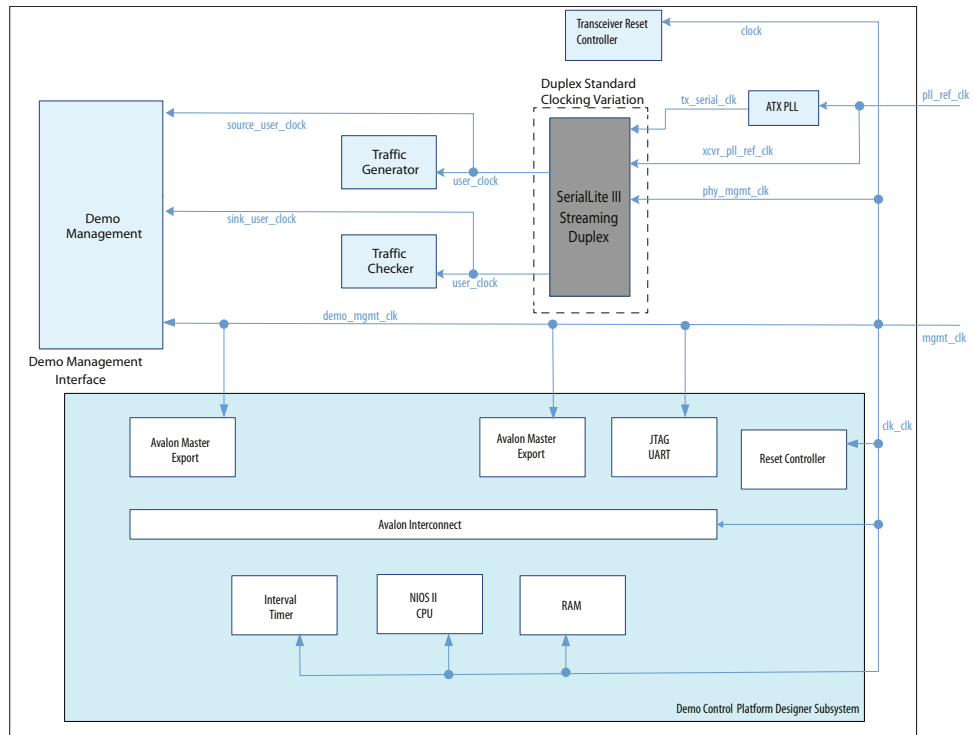 Transceiver Reset
Controller
clock
Duplex Standard
Clocking Variation
tx_serial_clk
ATX PLL
pll_ref_clk
source_user_clock
Traffic
Generator
user_clock
xcvr_pll_ref_clk
phy_mgmt_clk
SerialLite III
Streaming
Duplex
Demo
Management
sink_user_clock
Traffic
Checker
user_clock
demo_mgmt_clk
mgmt_clk
Demo Management
Interface
Avalon Master
Export
Avalon Master
Export
JTAG
UART
clk_clk
Reset Controller
Avalon Interconnect
Interval
Timer
NIOS II
CPU
RAM
Demo Control Platform Designer Subsystem